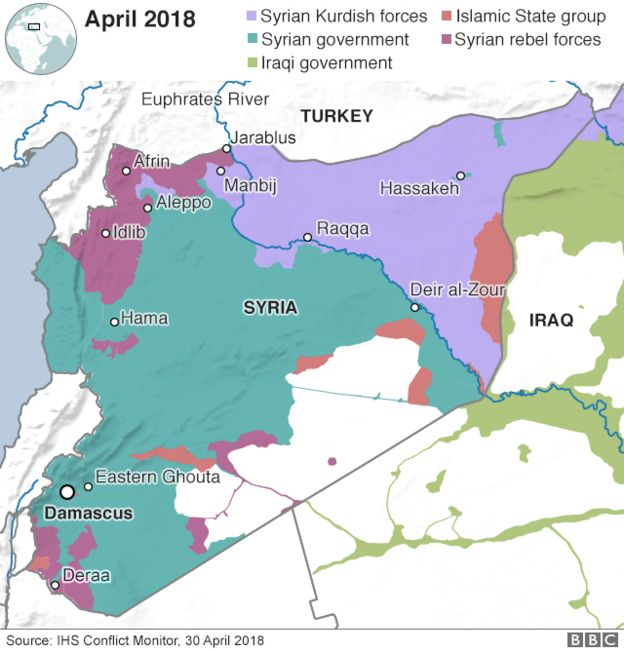 April 2018
Syrian Kurdish forces
Islamic State group
Syrian government
Syrian rebel forces
Iraqi government
Euphrates River
TURKEY
Jarablus
Afrin
Manbij
Hassakeh
Aleppo
Idlib
Raqqa
Deir al-Zour
SYRIA
Hama
IRAQ
Eastern Ghouta
Damascus
Deraa
Source: IHS Conflict Monitor, 30 April 2018
BBC